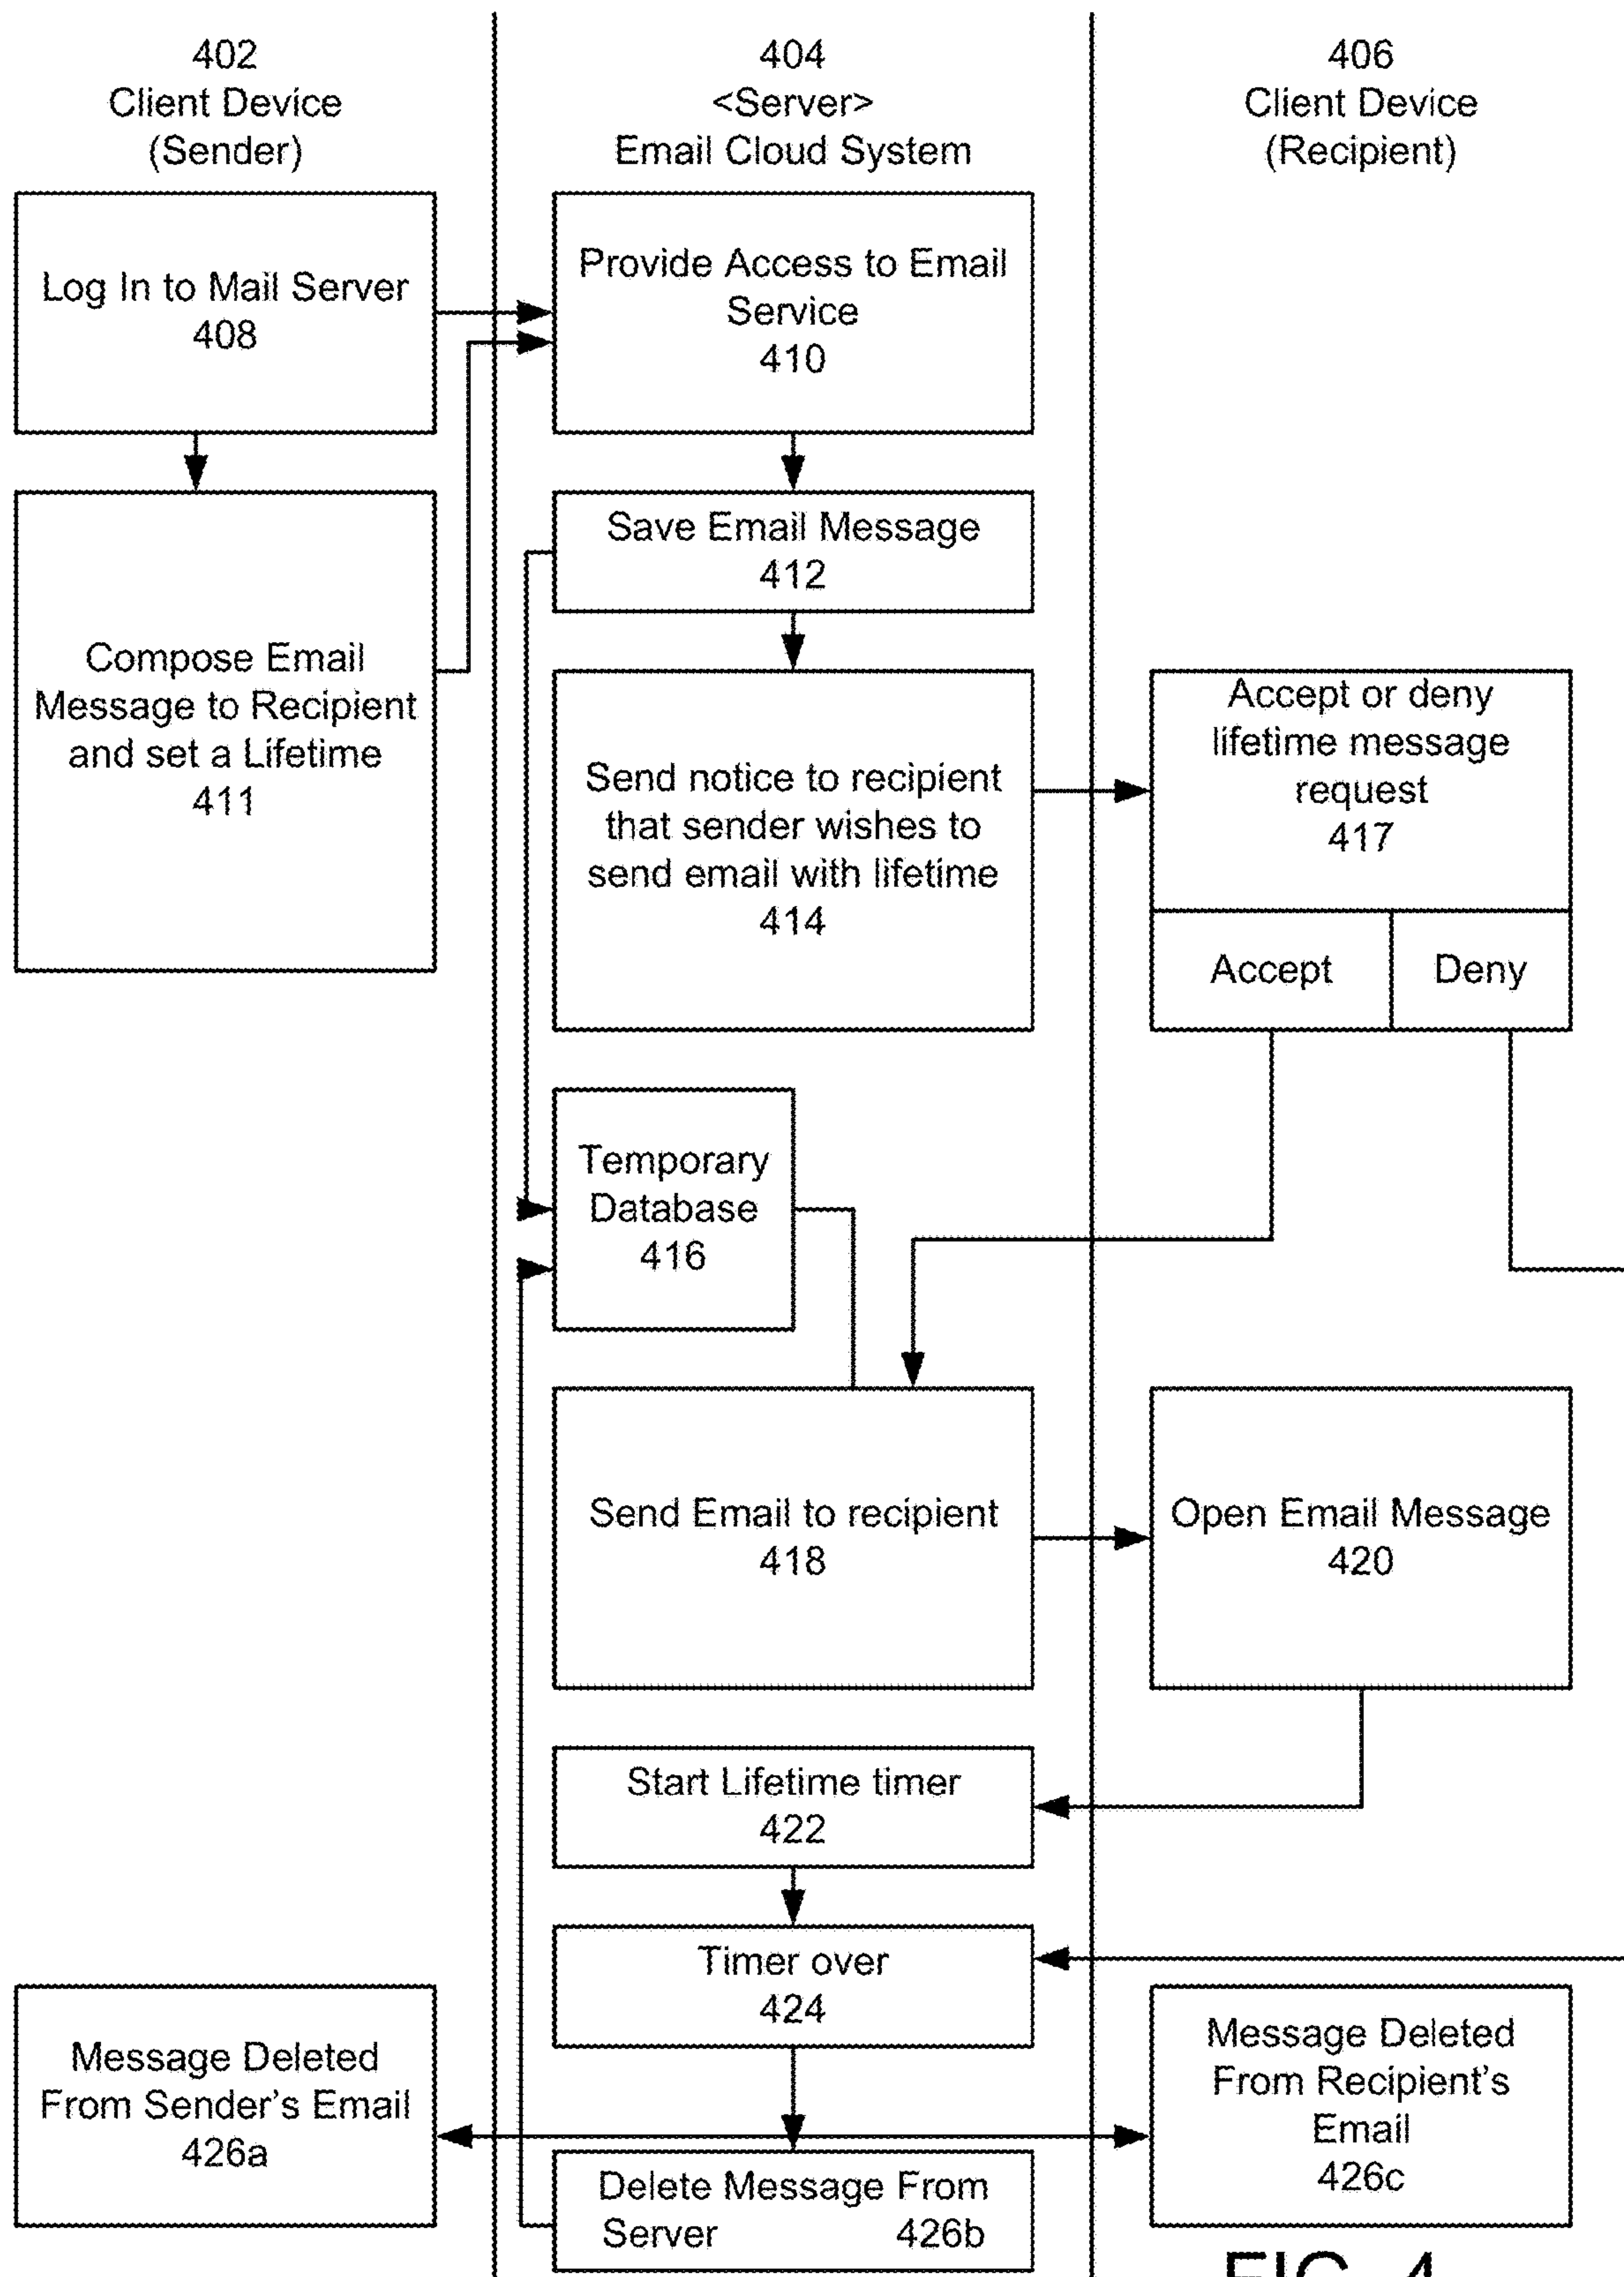 402
Client Device
(Sender)
404
<Server>
Email Cloud System
406
Client Device
(Recipient)
Log In to Mail Server
408
Provide Access to Email
Service
410
Save Email Message
412
Compose Email
Message to Recipient
and set a Lifetime
411
Send notice to recipient
that sender wishes to
send email with lifetime
414
Accept or deny
lifetime message
request
417
Accept
Deny
Temporary
Database
416
Send Email to recipient
418
Open Email Message
420
Start Lifetime timer
422
Timer over
424
Message Deleted
From Sender's Email
426a
Message Deleted
From Recipient's
Email
426c
Delete Message From
Server 426b
FIG. 4